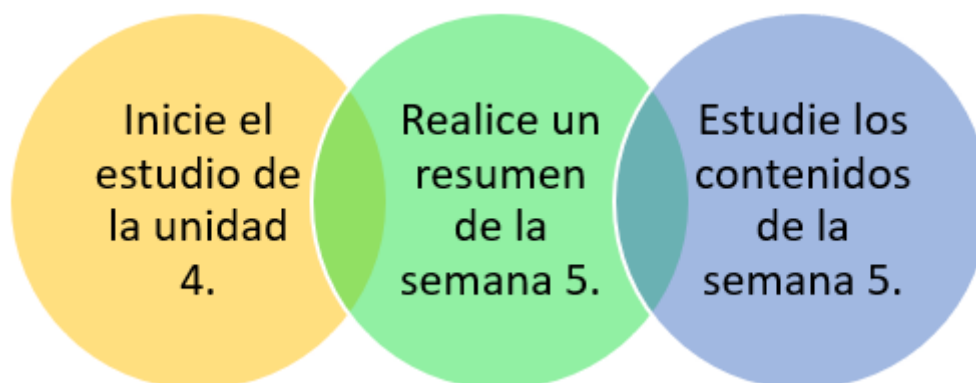 Inicie el
estudio de
la unidad
4.
Realice un
resumen
de la
semana 5.
Estudie los
contenidos
de la
semana 5.